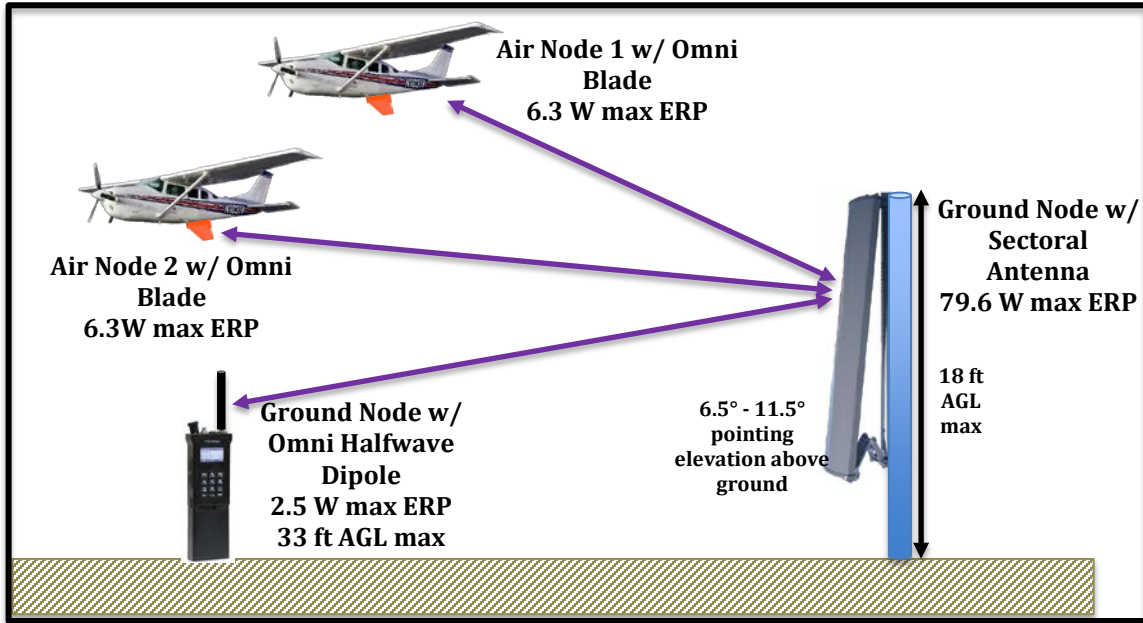 Air Node 1 w/ Omni
Blade
6.3 W max ERP
Air Node 2 w/ Omni
Blade
6.3W max ERP
Ground Node w/
Omni Halfwave
Dipole
2.5 W max ERP
33 ft AGL max
6.5° - 11.5°
pointing
elevation above
ground
Ground Node w/
Sectoral
Antenna
79.6 W max ERP
18 ft
AGL
max